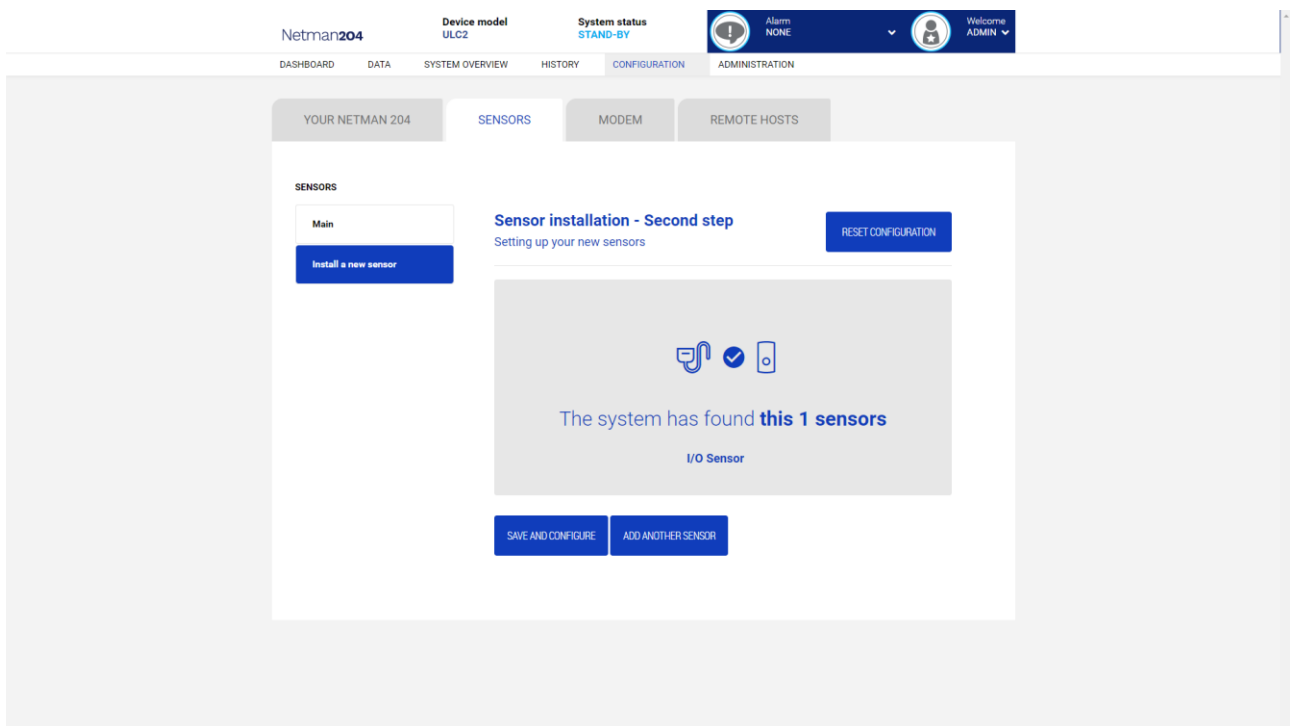 Netman204
Device model
ULC2
System status
STAND-BY
Alarm
NONE
Welcome
ADMIN
DASHBOARD DATA SYSTEM OVERVIEW HISTORY CONFIGURATION ADMINISTRATION
YOUR NETMAN 204 SENSORS MODEM REMOTE HOSTS
SENSORS
Main
Install a new sensor
Sensor installation - Second step
Setting up your new sensors
RESET CONFIGURATION
The system has found this 1 sensors
I/O Sensor
SAVE AND CONFIGURE ADD ANOTHER SENSOR